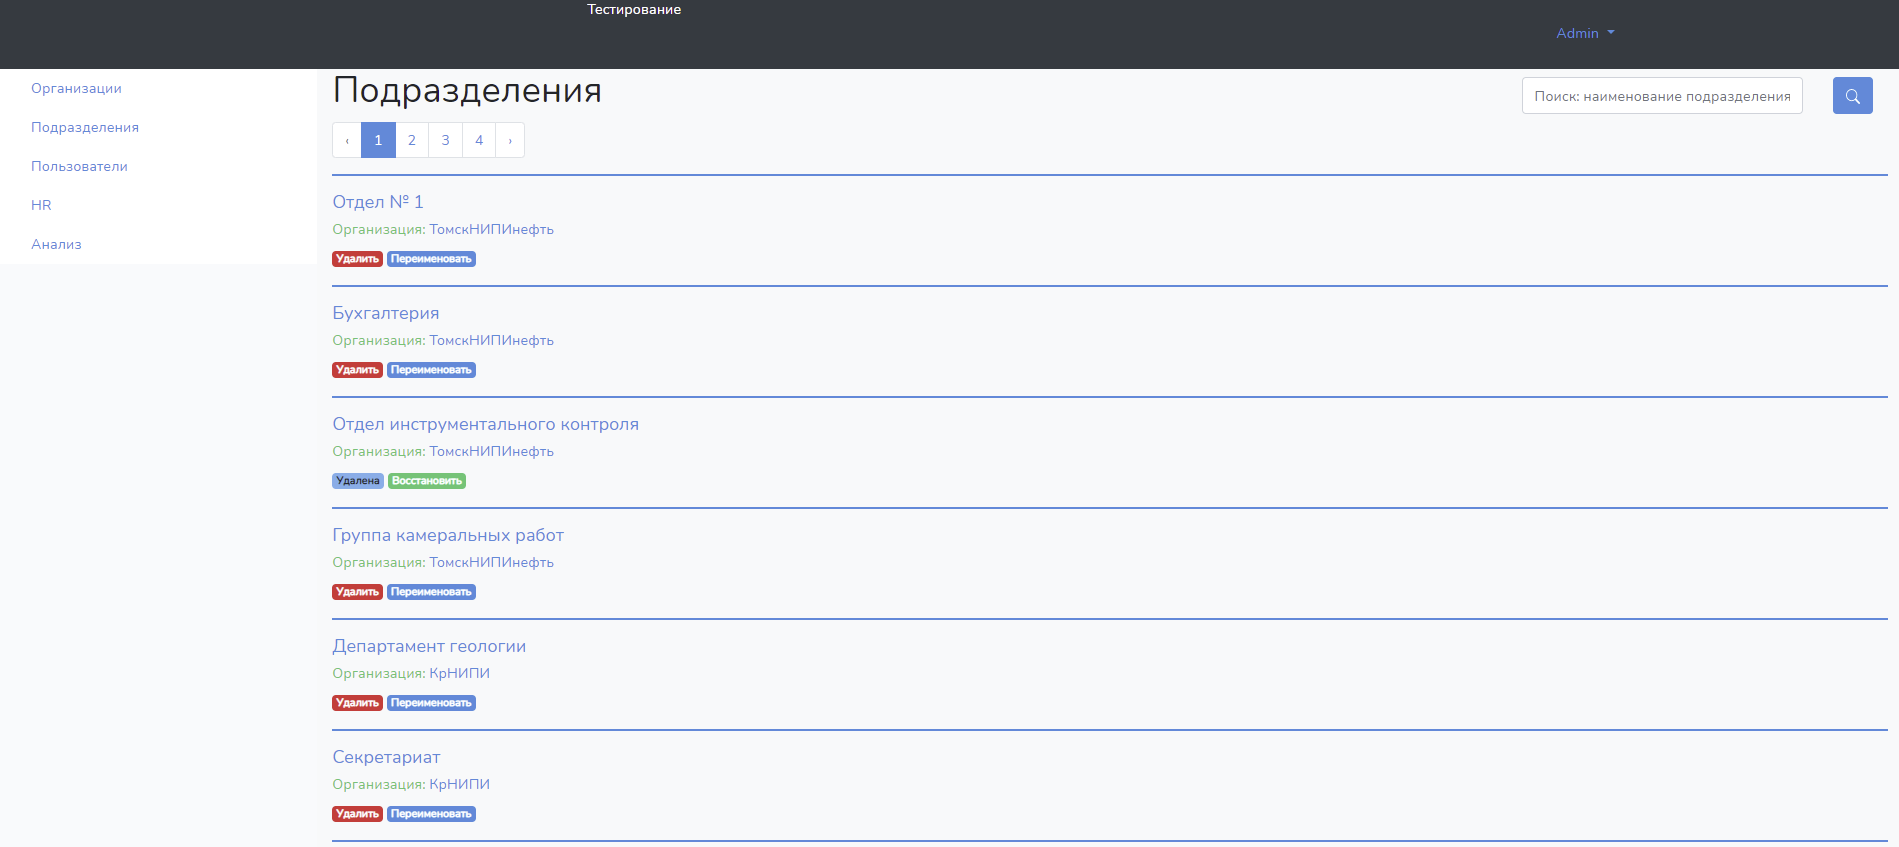 Тестирование
Admin
Организации
Подразделения
Пользователи
HR
Анализ
Подразделения
Поиск: наименование подразделения
‹ 1 2 3 4 ›
Отдел № 1
Организация: ТомскНИПИнефть
Удалить Переименовать
Бухгалтерия
Организация: ТомскНИПИнефть
Удалить Переименовать
Отдел инструментального контроля
Организация: ТомскНИПИнефть
Удалена Восстановить
Группа камеральных работ
Организация: ТомскНИПИнефть
Удалить Переименовать
Департамент геологии
Организация: КрНИПИ
Удалить Переименовать
Секретариат
Организация: КрНИПИ
Удалить Переименовать